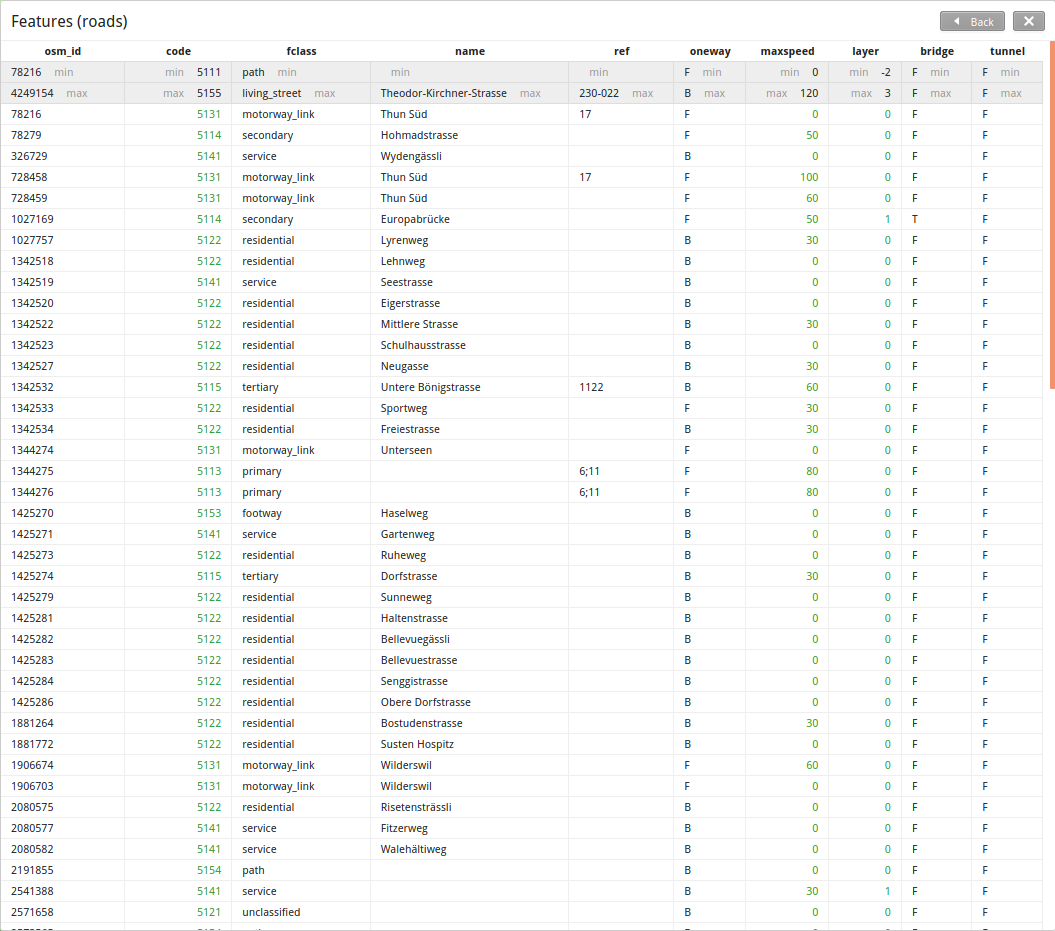 Features (roads)
Back
osm_id code fclass name ref oneway maxspeed layer bridge tunnel
78216 min min 5111 path min min min F min min 0 min -2 F min F min
4249154 max max 5155 living_street max Theodor-Kirchner-Strasse max 230-022 max B max max 120 max 3 F max F max
78216 5131 motorway_link Thun Süd 17 F 0 0 F F
78279 5114 secondary Hohmadstrasse F 50 0 F F
326729 5141 service Wydengässli B 0 0 F F
728458 5131 motorway_link Thun Süd 17 F 100 0 F F
728459 5131 motorway_link Thun Süd F 60 0 F F
1027169 5114 secondary Europabrücke F 50 1 T F
1027757 5122 residential Lyrenweg B 30 0 F F
1342518 5122 residential Lehnweg B 0 0 F F
1342519 5141 service Seestrasse B 0 0 F F
1342520 5122 residential Eigerstrasse B 0 0 F F
1342522 5122 residential Mittlere Strasse B 30 0 F F
1342523 5122 residential Schulhausstrasse B 0 0 F F
1342527 5122 residential Neugasse B 30 0 F F
1342532 5115 tertiary Untere Bönigstrasse 1122 B 60 0 F F
1342533 5122 residential Sportweg F 30 0 F F
1342534 5122 residential Freiestrasse B 30 0 F F
1344274 5131 motorway_link Unterseen F 0 0 F F
1344275 5113 primary 6;11 F 80 0 F F
1344276 5113 primary 6;11 F 80 0 F F
1425270 5153 footway Haselweg B 0 0 F F
1425271 5141 service Gartenweg B 0 0 F F
1425273 5122 residential Ruheweg B 0 0 F F
1425274 5115 tertiary Dorfstrasse B 30 0 F F
1425279 5122 residential Sunneweg B 0 0 F F
1425281 5122 residential Haltenstrasse B 0 0 F F
1425282 5122 residential Bellevuegässli B 0 0 F F
1425283 5122 residential Bellevuestrasse B 0 0 F F
1425284 5122 residential Senggistrasse B 0 0 F F
1425286 5122 residential Obere Dorfstrasse B 0 0 F F
1881264 5122 residential Bostudenstrasse B 30 0 F F
1881772 5122 residential Susten Hospitz B 0 0 F F
1906674 5131 motorway_link Wilderswil F 60 0 F F
1906703 5131 motorway_link Wilderswil F 0 0 F F
2080575 5122 residential Risetensträssli B 0 0 F F
2080577 5141 service Fitzerweg B 0 0 F F
2080582 5141 service Walehältiweg B 0 0 F F
2191855 5154 path B 0 0 F F
2541388 5141 service B 30 1 F F
2571658 5121 unclassified B 0 0 F F